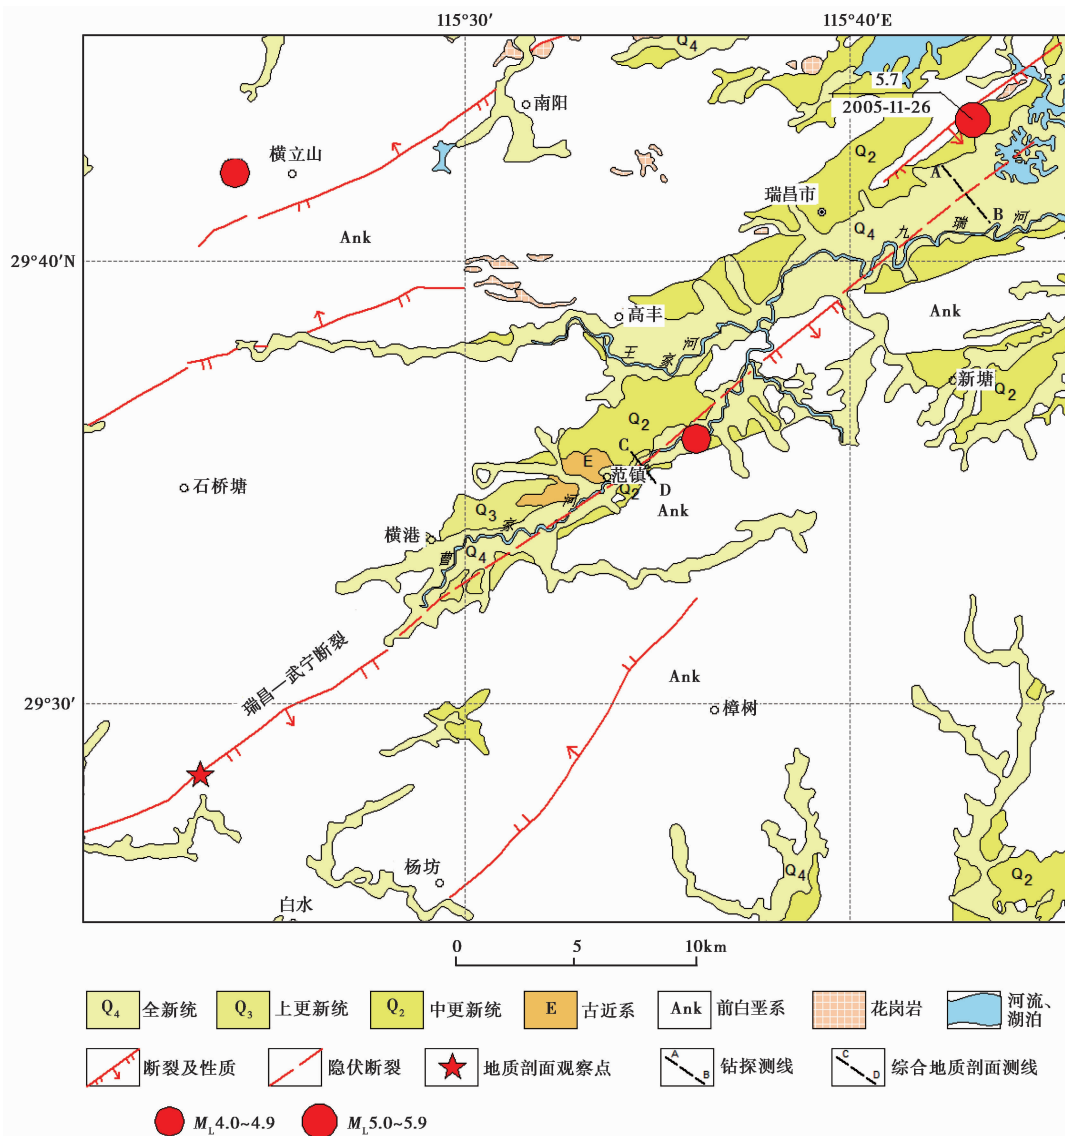 115°30′
115°40′E
Q4
5.7
2005-11-26
南阳
横立山
Q2
A
瑞昌市
B
Q4
九瑞河
Ank
29°40′N
高丰
Ank
王家河
新塘
Q2
Q2
C
E
范镇
D
Q2
石桥塘
Ank
Q3
横港
曹家河
Q4
瑞昌—武宁断裂
Ank
29°30′
樟树
杨坊
Q4
Q2
白水
0 5 10km
Q4 全新统
Q3 上更新统
Q2 中更新统
E 古近系
Ank 前白垩系
花岗岩
河流、
湖泊
断裂及性质
隐伏断裂
地质剖面观察点
A B 钻探测线
C D 综合地质剖面测线
ML4.0~4.9
ML5.0~5.9